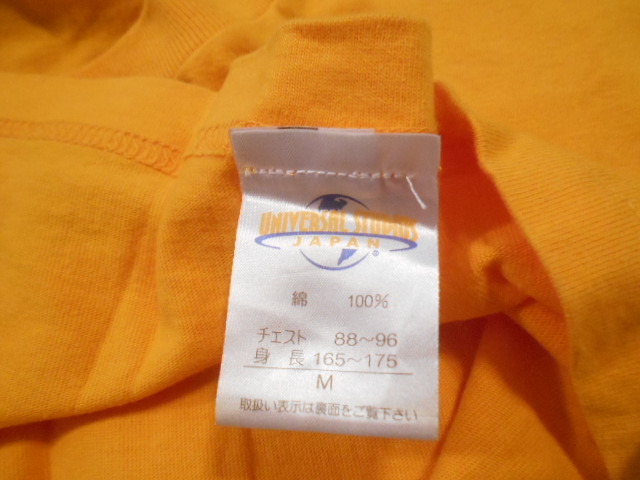 UNIVERSAL STUDIOS
JAPAN
®
綿 100%
チェスト 88～96
身 長 165～175
M
取扱い表示は裏面をご覧下さい